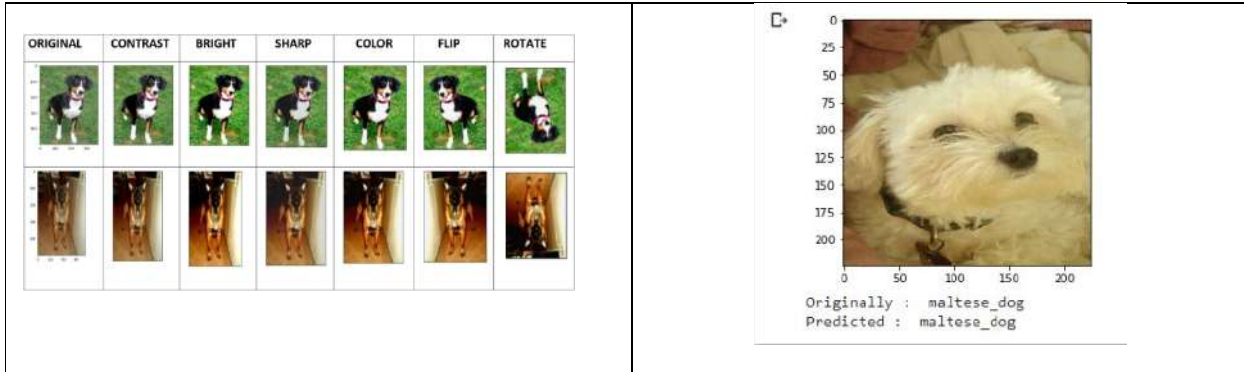 ORIGINAL CONTRAST BRIGHT SHARP COLOR FLIP ROTATE
0
25
50
75
100
125
150
175
200
0 50 100 150 200
Originally : maltese_dog
Predicted : maltese_dog